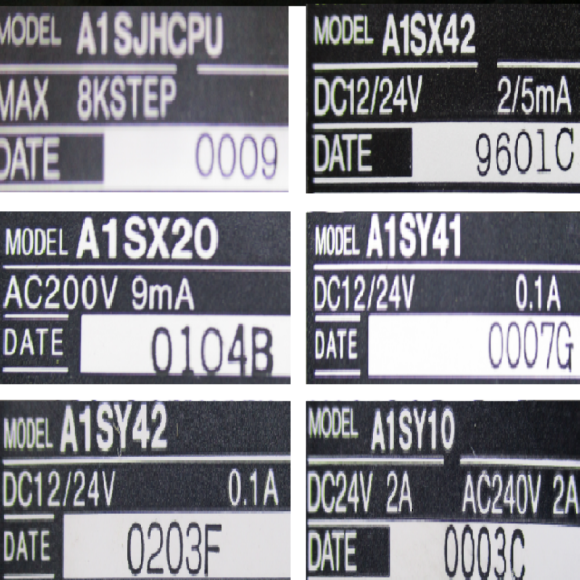 MODEL A1SJHCPU
MAX 8KSTEP
DATE 0009
MODEL A1SX42
DC12/24V 2/5mA
DATE 9601C
MODEL A1SX20
AC200V 9mA
DATE 0104B
MODEL A1SY41
DC12/24V 0.1A
DATE 0007G
MODEL A1SY42
DC12/24V 0.1A
DATE 0203F
MODEL A1SY10
DC24V 2A AC240V 2A
DATE 0003C